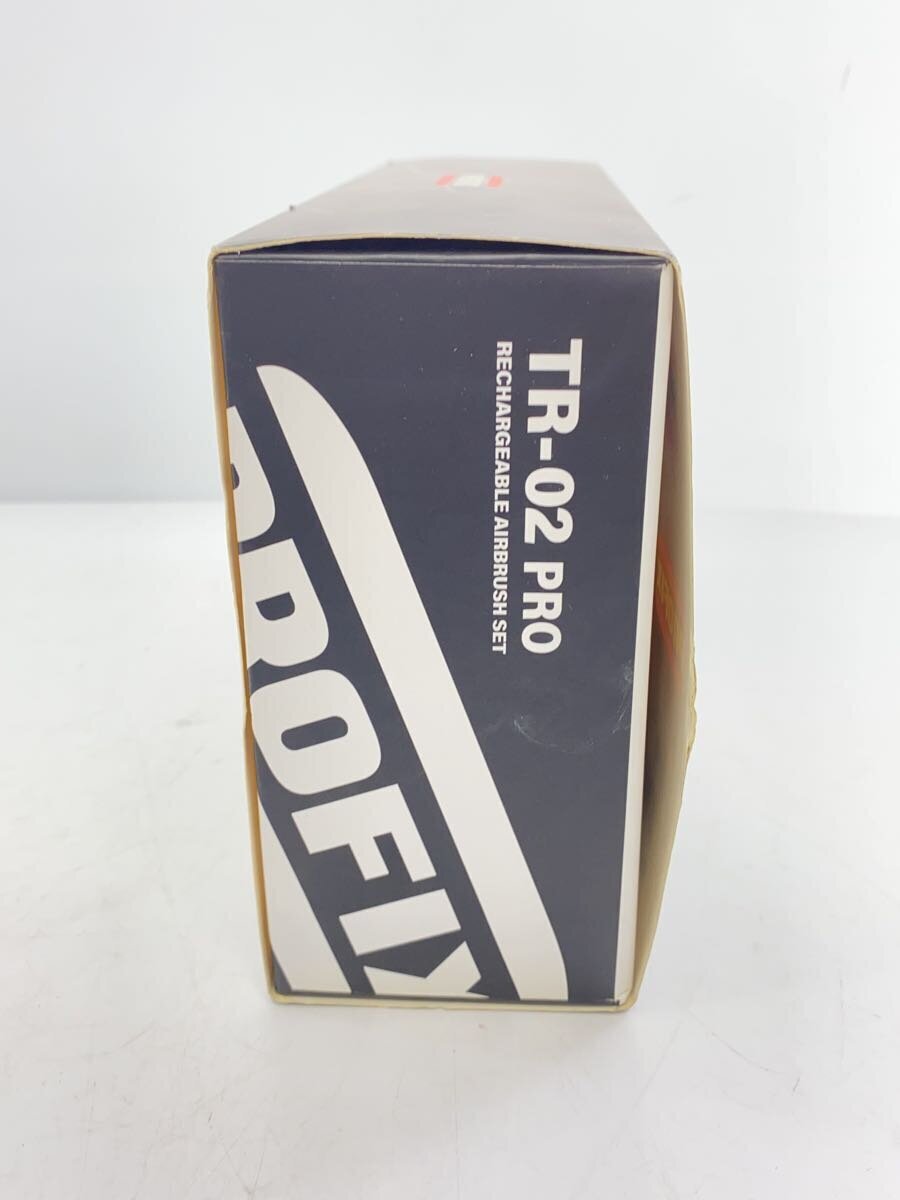 TR-02 PRO
RECHARGEABLE AIRBRUSH SET
PROFIX